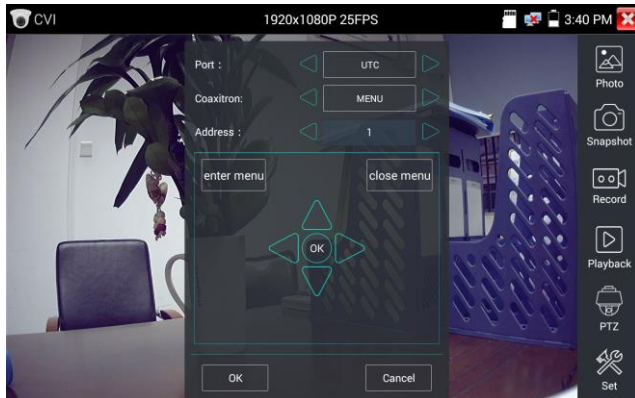 CVI 1920x1080P 25FPS 3:40 PM
Port : UTC
Coaxitron: MENU
Address : 1
enter menu close menu
OK
OK Cancel
Photo
Snapshot
Record
Playback
PTZ
Set